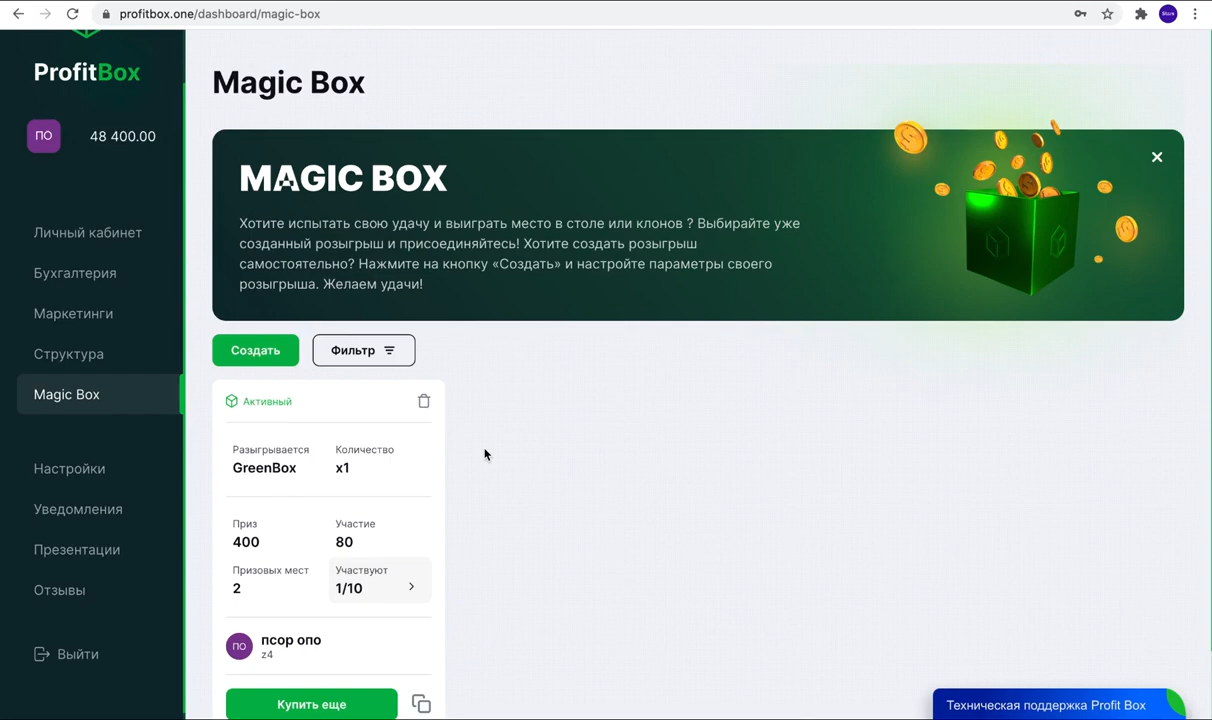 profitbox.one/dashboard/magic-box
ProfitBox
ПО
48 400.00
Личный кабинет
Бухгалтерия
Маркетинги
Структура
Magic Box
Настройки
Уведомления
Презентации
Отзывы
Выйти
Magic Box
MAGIC BOX
Хотите испытать свою удачу и выиграть место в столе или клонов ? Выбирайте уже
созданный розыгрыш и присоединяйтесь! Хотите создать розыгрыш
самостоятельно? Нажмите на кнопку «Создать» и настройте параметры своего
розыгрыша. Желаем удачи!
Создать
Фильтр
Активный
Разыгрывается Количество
GreenBox x1
Приз Участие
400 80
Призовых мест Участвуют
2 1/10
ПО
псор опо
z4
Купить еще
Техническая поддержка Profit Box